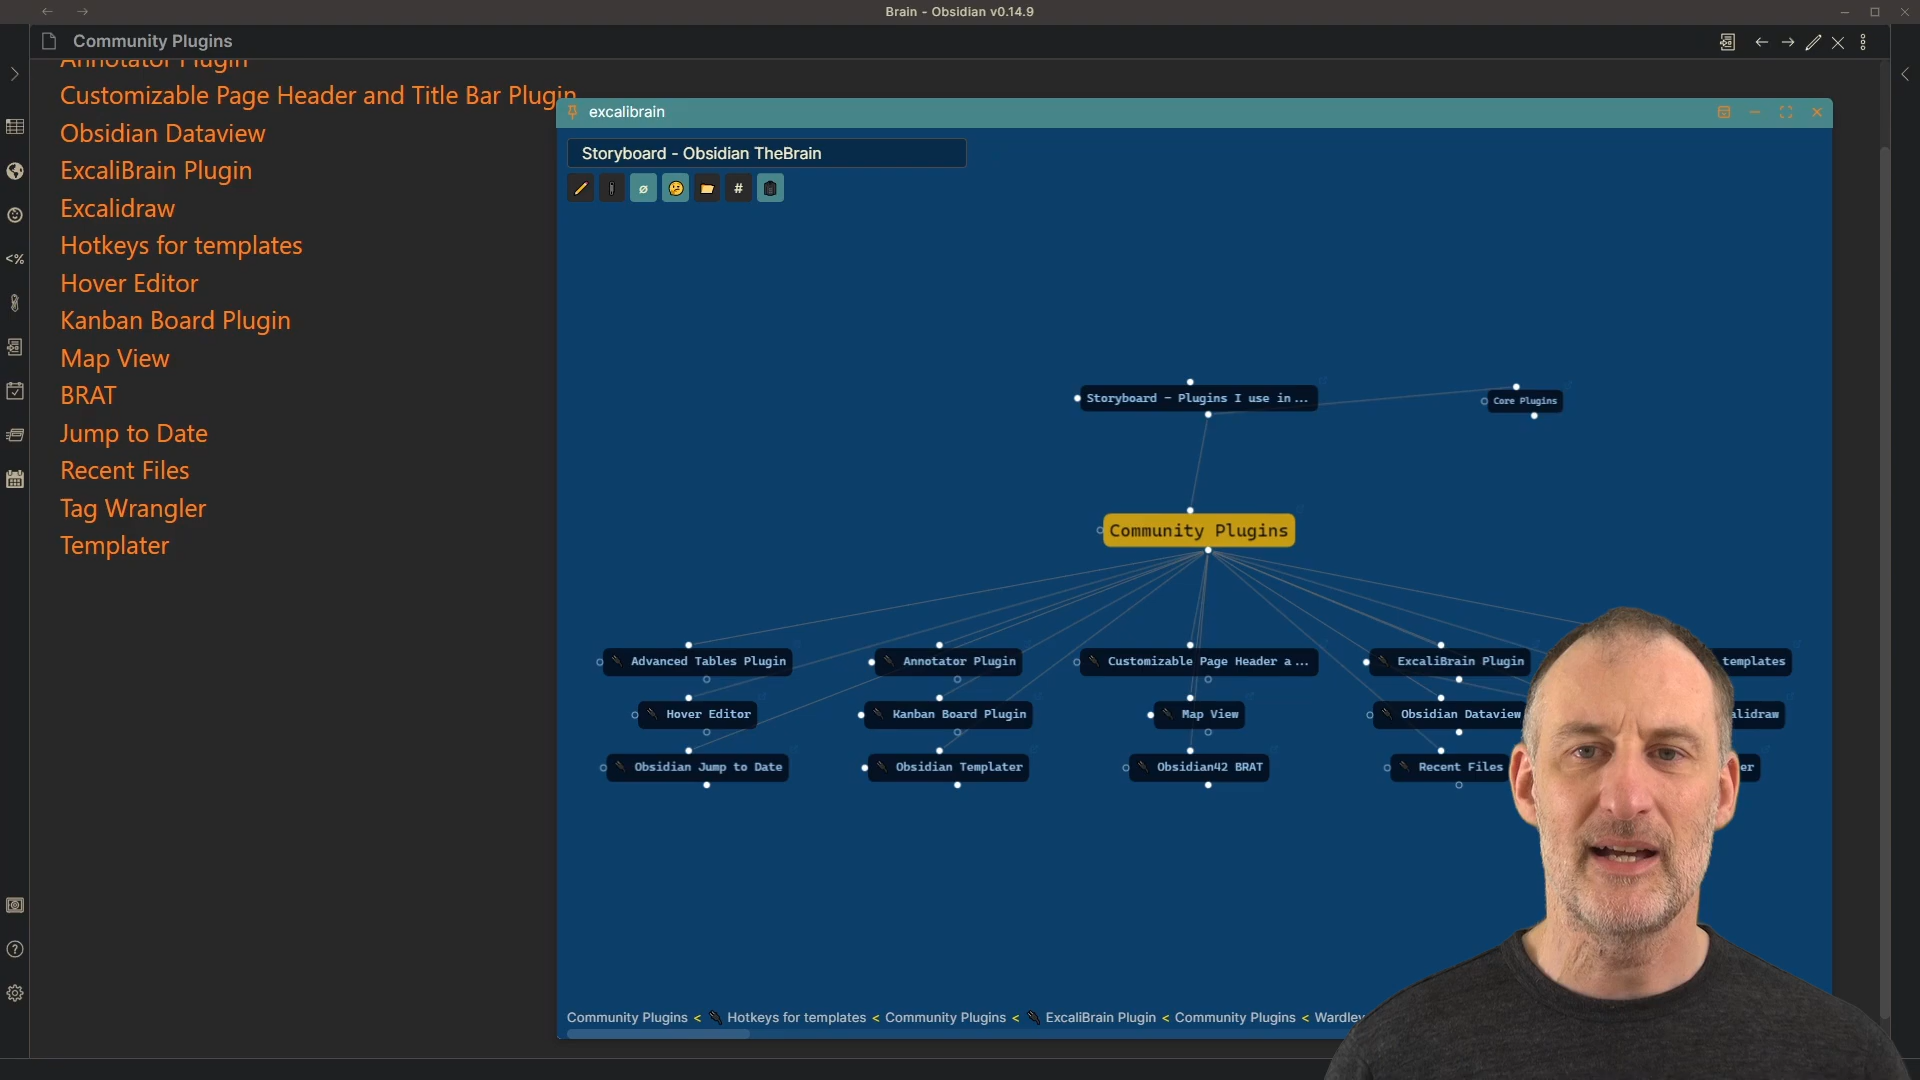 Brain - Obsidian v0.14.9
Community Plugins
Annotator Plugin
Customizable Page Header and Title Bar Plugin
Obsidian Dataview
ExcaliBrain Plugin
Excalidraw
Hotkeys for templates
Hover Editor
Kanban Board Plugin
Map View
BRAT
Jump to Date
Recent Files
Tag Wrangler
Templater
excalibrain
Storyboard - Obsidian TheBrain
#
Storyboard - Plugins I use in...
Core Plugins
Community Plugins
Advanced Tables Plugin
Annotator Plugin
Customizable Page Header a...
ExcaliBrain Plugin
templates
Hover Editor
Kanban Board Plugin
Map View
Obsidian Dataview
alidraw
Obsidian Jump to Date
Obsidian Templater
Obsidian42 BRAT
Recent Files
er
Community Plugins < Hotkeys for templates < Community Plugins < ExcaliBrain Plugin < Community Plugins < Wardley